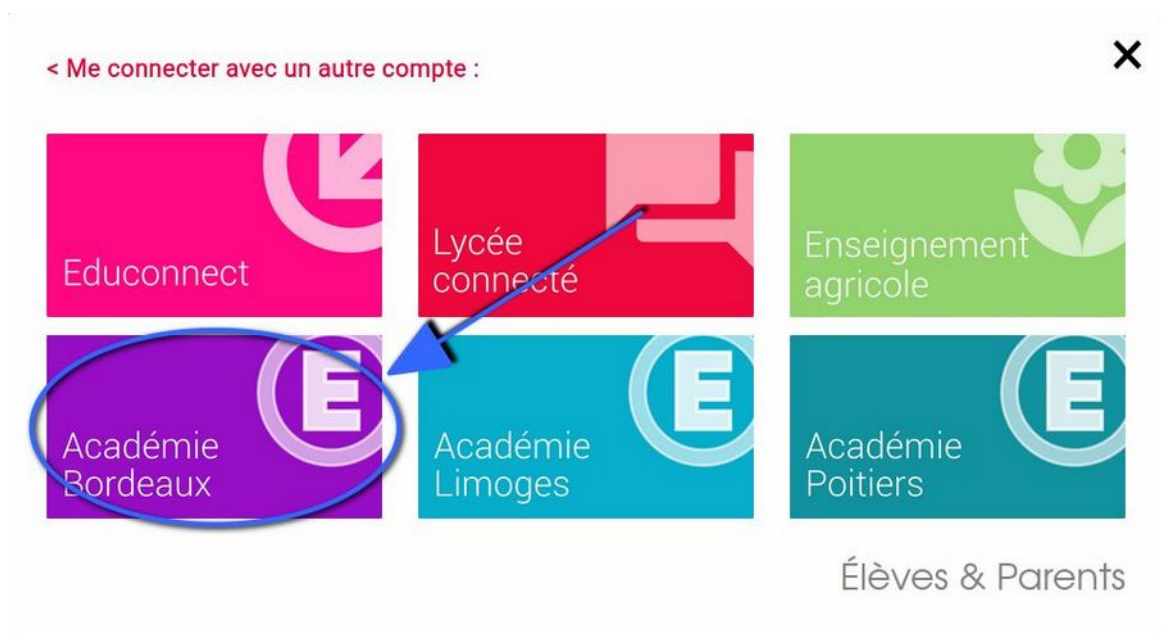 < Me connecter avec un autre compte :
Educonnect
Lycée
connecté
Enseignement
agricole
E
Académie
Bordeaux
E
Académie
Limoges
E
Académie
Poitiers
Élèves & Parents